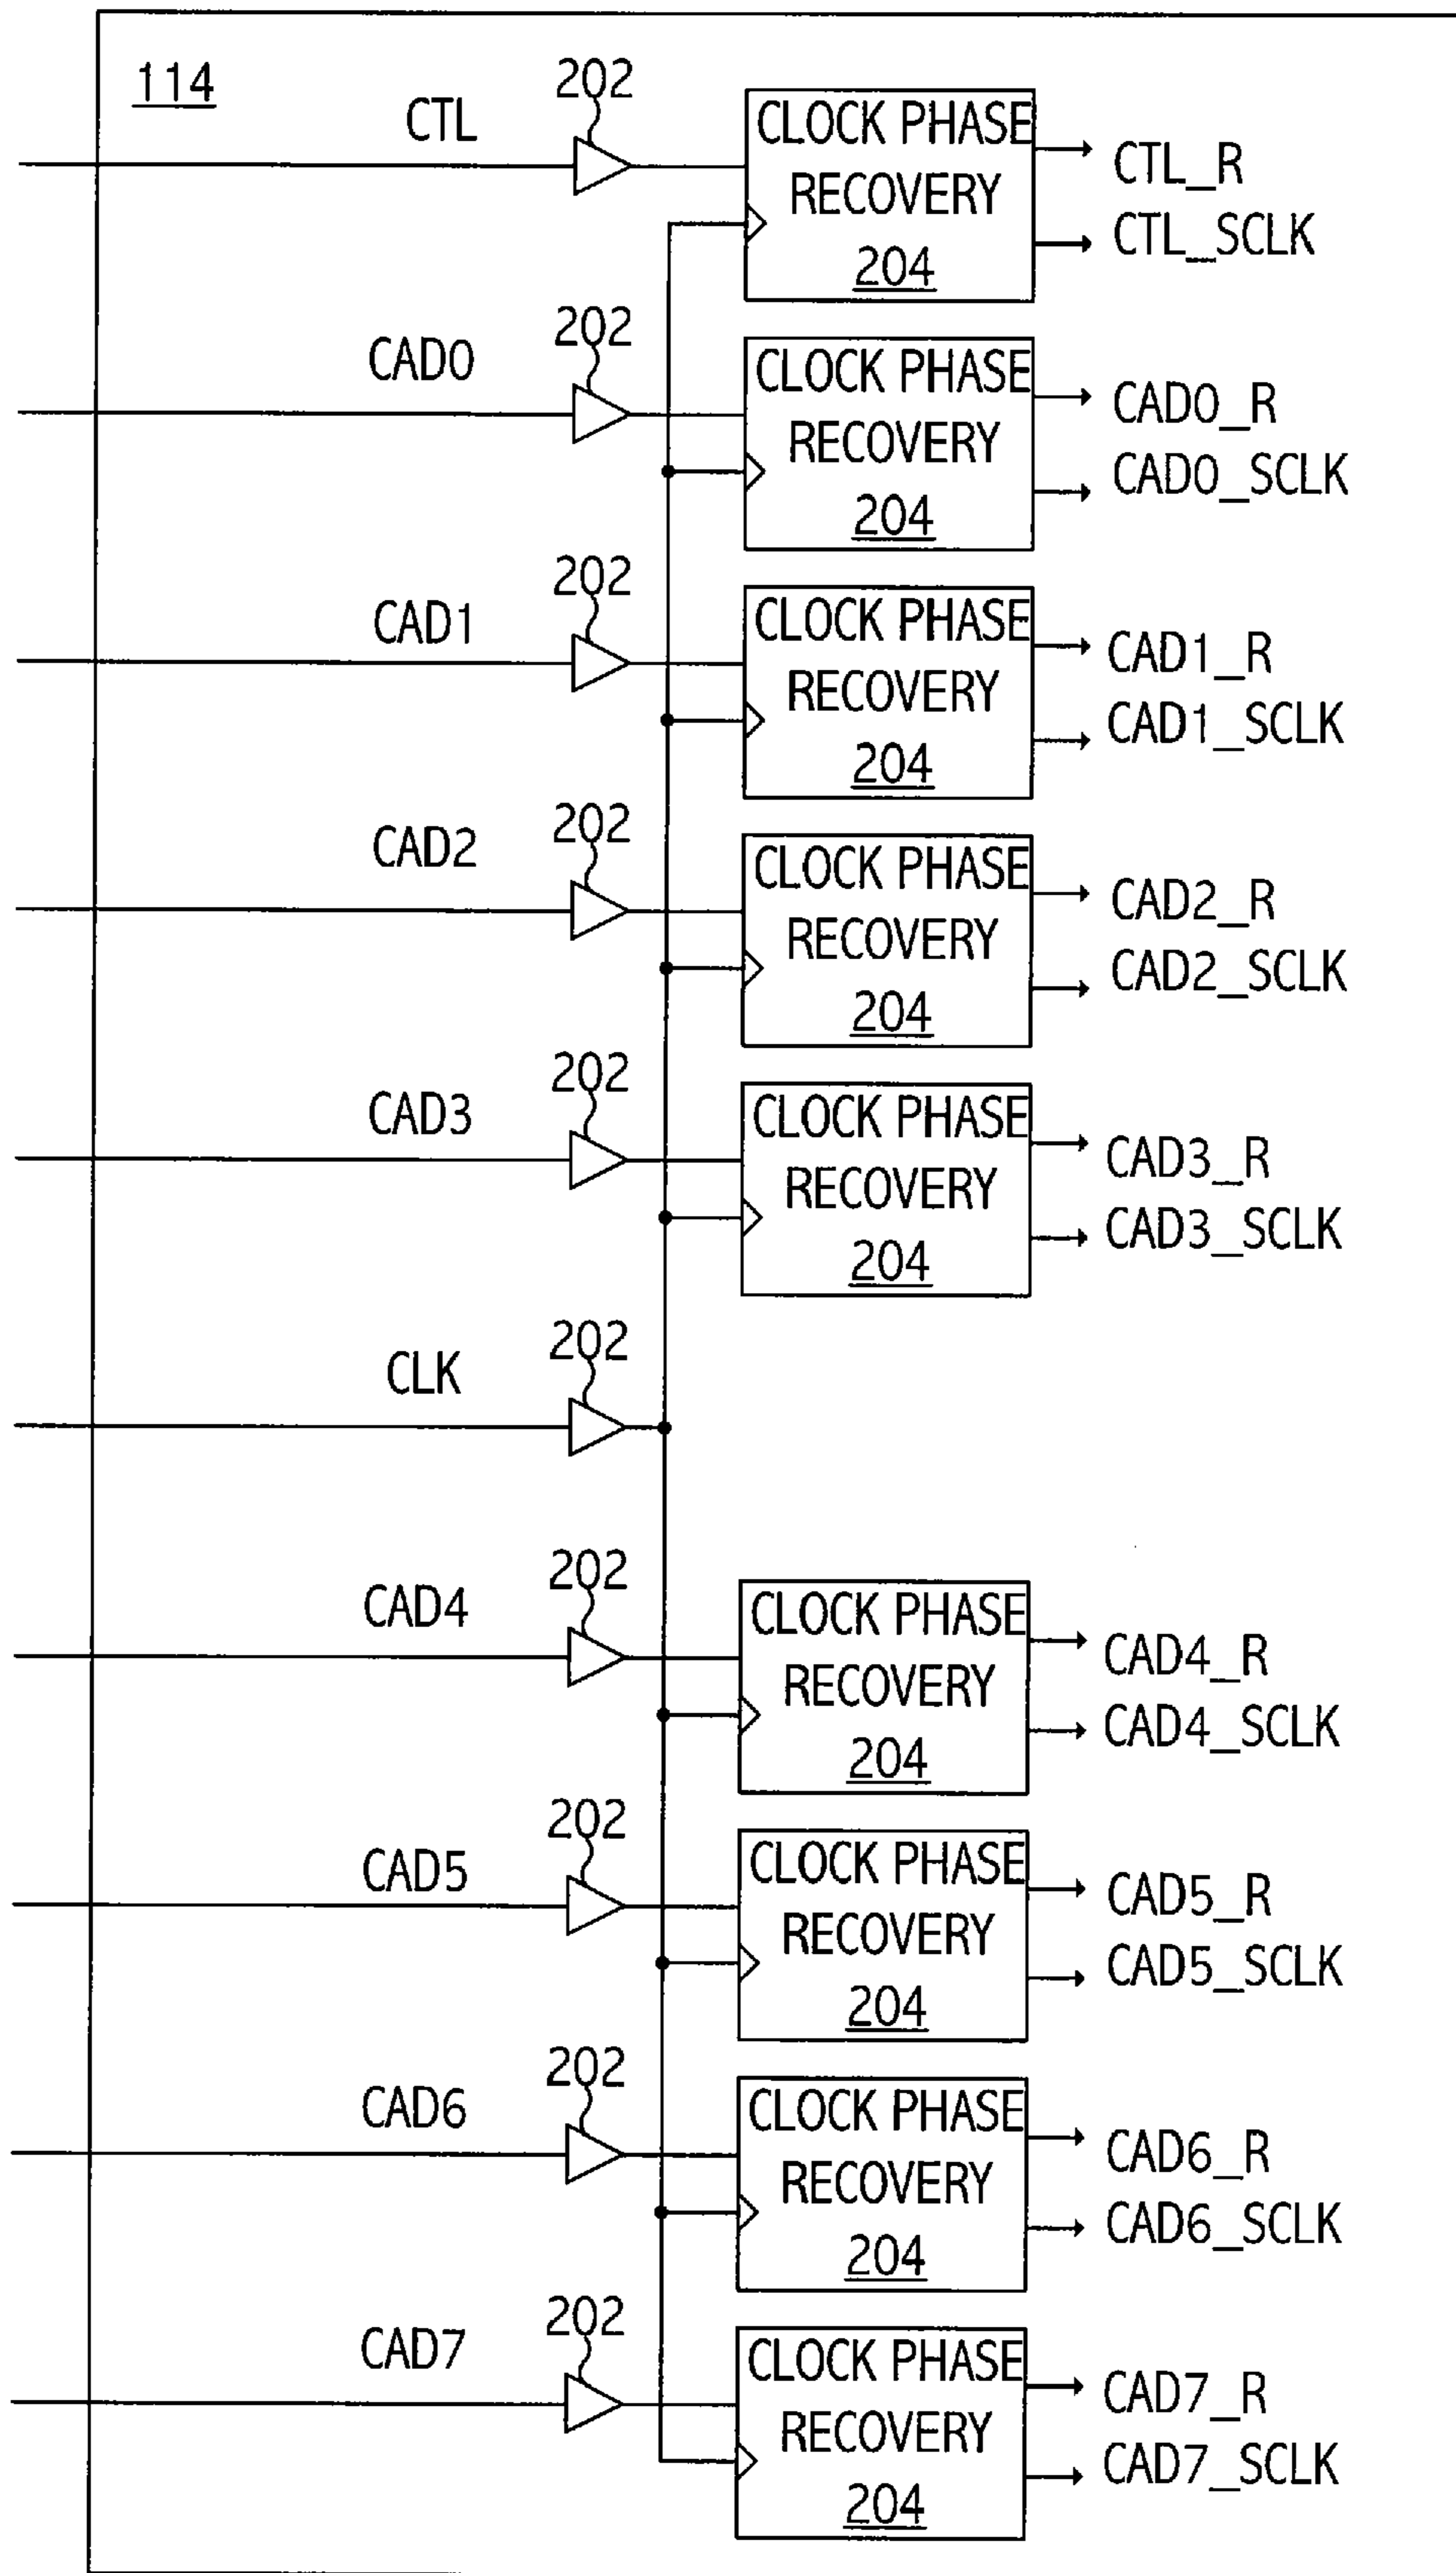 114
202
CTL
CLOCK PHASE
RECOVERY
204
CTL_R
CTL_SCLK
202
CAD0
CLOCK PHASE
RECOVERY
204
CAD0_R
CAD0_SCLK
202
CAD1
CLOCK PHASE
RECOVERY
204
CAD1_R
CAD1_SCLK
202
CAD2
CLOCK PHASE
RECOVERY
204
CAD2_R
CAD2_SCLK
202
CAD3
CLOCK PHASE
RECOVERY
204
CAD3_R
CAD3_SCLK
202
CLK
202
CAD4
CLOCK PHASE
RECOVERY
204
CAD4_R
CAD4_SCLK
202
CAD5
CLOCK PHASE
RECOVERY
204
CAD5_R
CAD5_SCLK
202
CAD6
CLOCK PHASE
RECOVERY
204
CAD6_R
CAD6_SCLK
202
CAD7
CLOCK PHASE
RECOVERY
204
CAD7_R
CAD7_SCLK